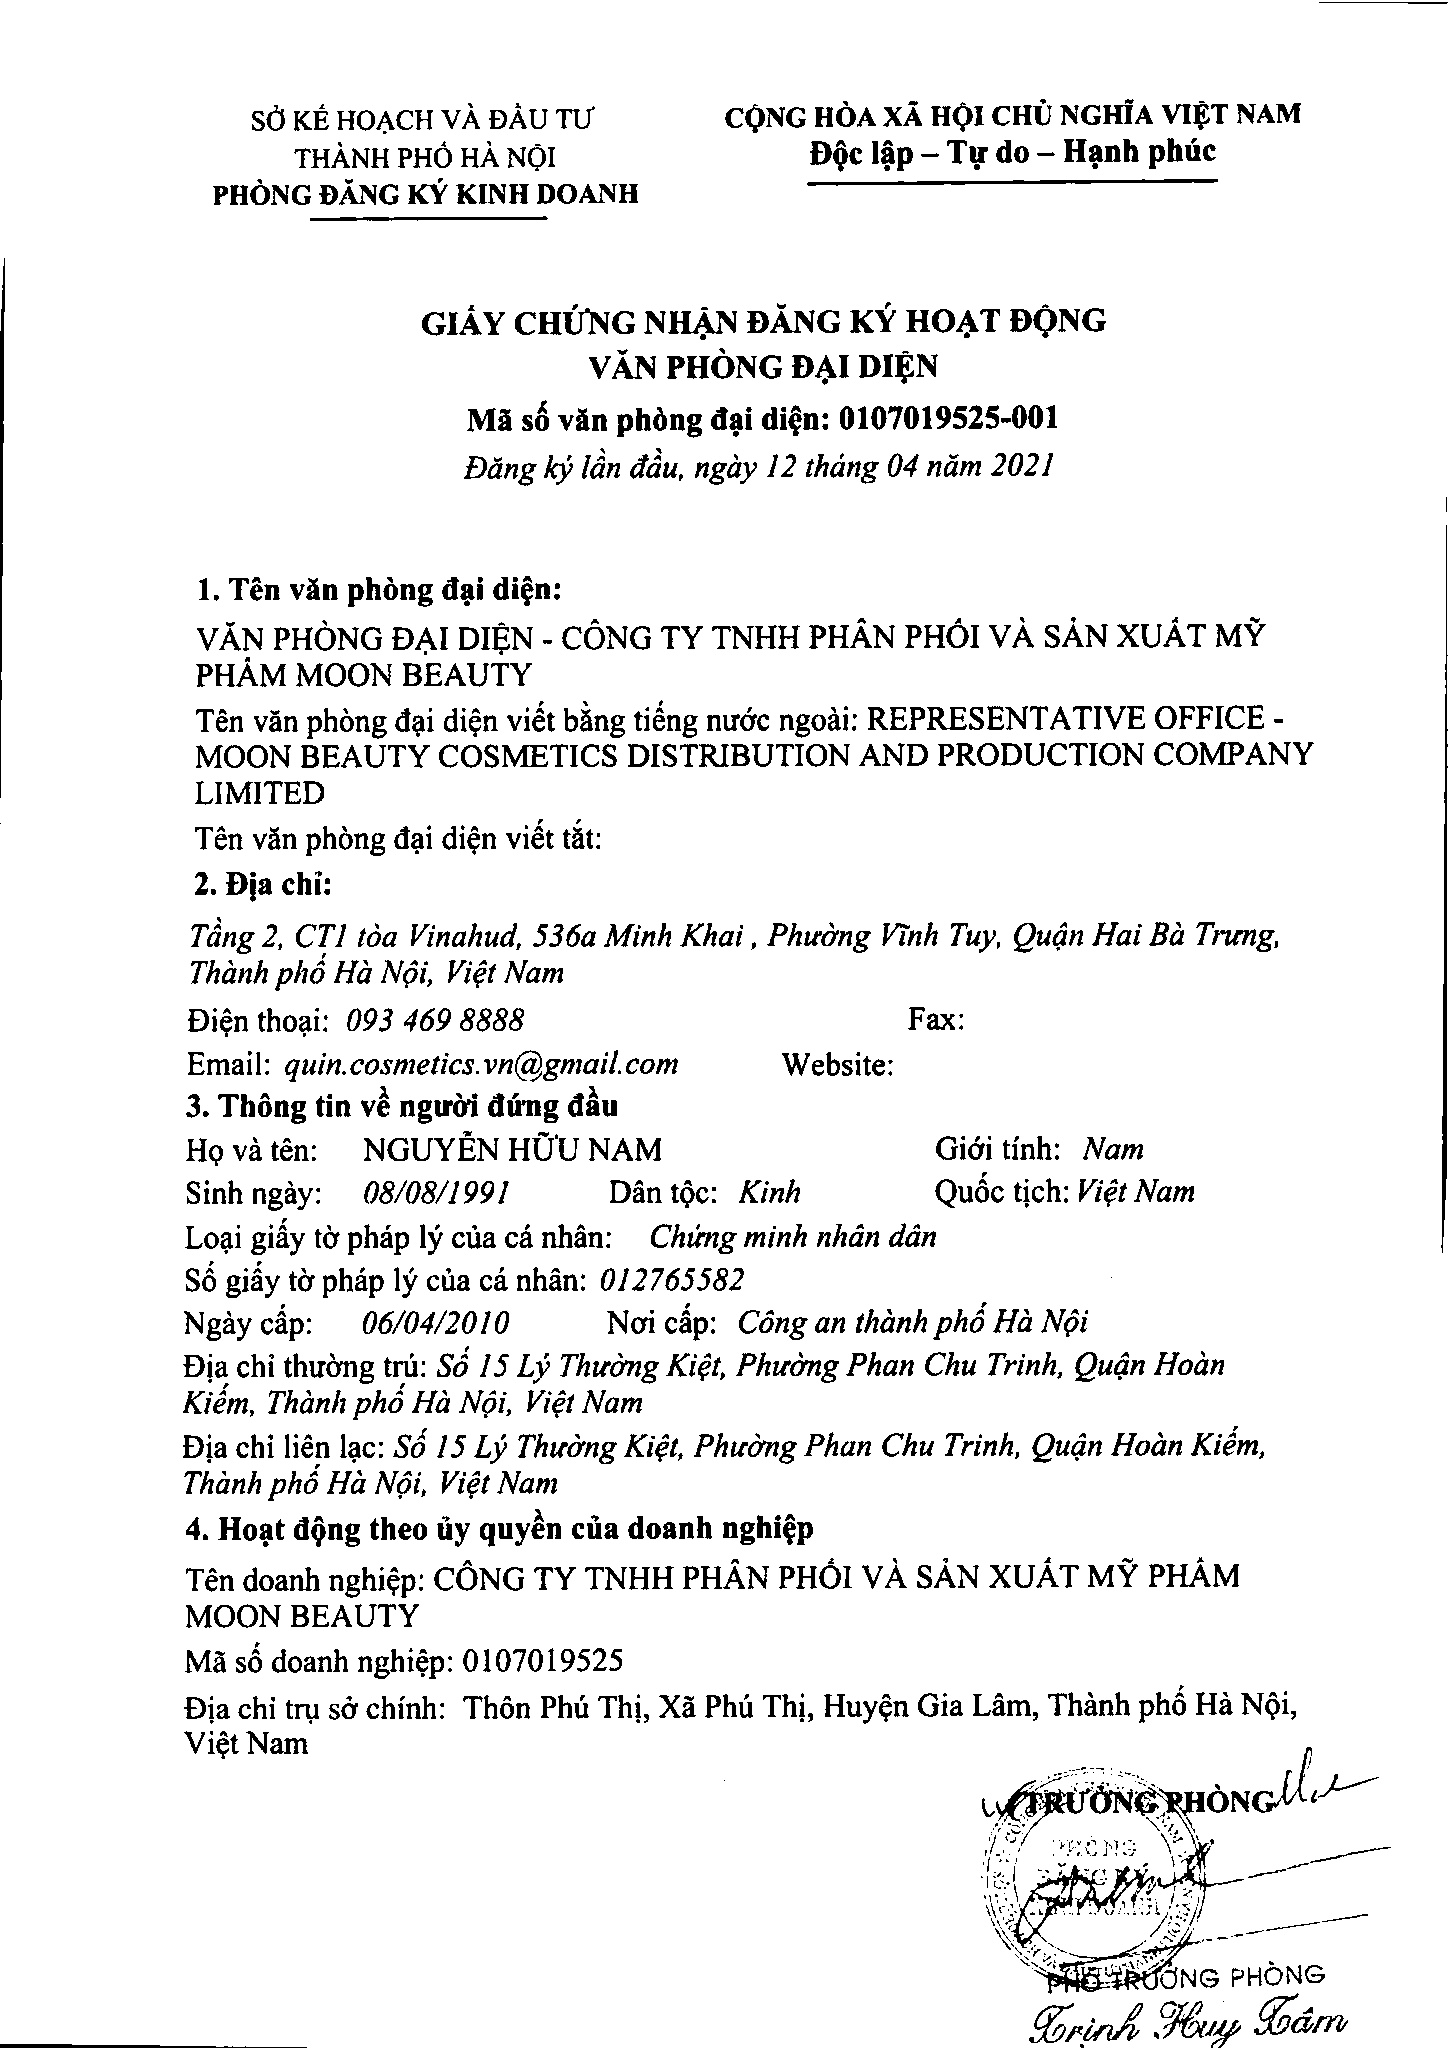 SỞ KẾ HOẠCH VÀ ĐẦU TƯ
THÀNH PHỐ HÀ NỘI
PHÒNG ĐĂNG KÝ KINH DOANH
CỘNG HÒA XÃ HỘI CHỦ NGHĨA VIỆT NAM
Độc lập – Tự do – Hạnh phúc
GIẤY CHỨNG NHẬN ĐĂNG KÝ HOẠT ĐỘNG
VĂN PHÒNG ĐẠI DIỆN
Mã số văn phòng đại diện: 0107019525-001
Đăng ký lần đầu, ngày 12 tháng 04 năm 2021
1. Tên văn phòng đại diện:
VĂN PHÒNG ĐẠI DIỆN - CÔNG TY TNHH PHÂN PHỐI VÀ SẢN XUẤT MỸ
PHẨM MOON BEAUTY
Tên văn phòng đại diện viết bằng tiếng nước ngoài: REPRESENTATIVE OFFICE -
MOON BEAUTY COSMETICS DISTRIBUTION AND PRODUCTION COMPANY
LIMITED
Tên văn phòng đại diện viết tắt:
2. Địa chỉ:
Tầng 2, CT1 tòa Vinahud, 536a Minh Khai , Phường Vĩnh Tuy, Quận Hai Bà Trưng,
Thành phố Hà Nội, Việt Nam
Điện thoại: 093 469 8888 Fax:
Email: quin.cosmetics.vn@gmail.com Website:
3. Thông tin về người đứng đầu
Họ và tên: NGUYỄN HỮU NAM Giới tính: Nam
Sinh ngày: 08/08/1991 Dân tộc: Kinh Quốc tịch: Việt Nam
Loại giấy tờ pháp lý của cá nhân: Chứng minh nhân dân
Số giấy tờ pháp lý của cá nhân: 012765582
Ngày cấp: 06/04/2010 Nơi cấp: Công an thành phố Hà Nội
Địa chỉ thường trú: Số 15 Lý Thường Kiệt, Phường Phan Chu Trinh, Quận Hoàn
Kiếm, Thành phố Hà Nội, Việt Nam
Địa chỉ liên lạc: Số 15 Lý Thường Kiệt, Phường Phan Chu Trinh, Quận Hoàn Kiếm,
Thành phố Hà Nội, Việt Nam
4. Hoạt động theo ủy quyền của doanh nghiệp
Tên doanh nghiệp: CÔNG TY TNHH PHÂN PHỐI VÀ SẢN XUẤT MỸ PHẨM
MOON BEAUTY
Mã số doanh nghiệp: 0107019525
Địa chỉ trụ sở chính: Thôn Phú Thị, Xã Phú Thị, Huyện Gia Lâm, Thành phố Hà Nội,
Việt Nam
TRƯỞNG PHÒNG
PHÒNG
ĐĂNG KÝ
KINH DOANH
PHÓ TRƯỞNG PHÒNG
Trịnh Huy Tâm